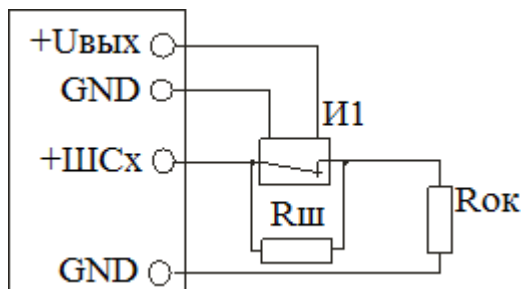 +Uвых
GND
И1
+ШСх
Rш
Rок
GND